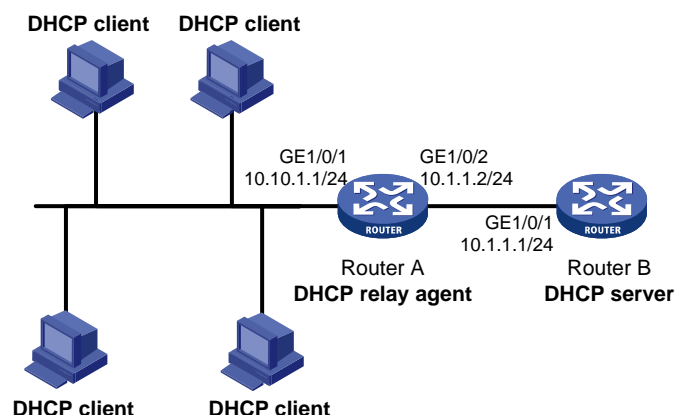 DHCP client
DHCP client
GE1/0/1
10.10.1.1/24
GE1/0/2
10.1.1.2/24
ROUTER
ROUTER
GE1/0/1
10.1.1.1/24
Router A
DHCP relay agent
Router B
DHCP server
DHCP client
DHCP client